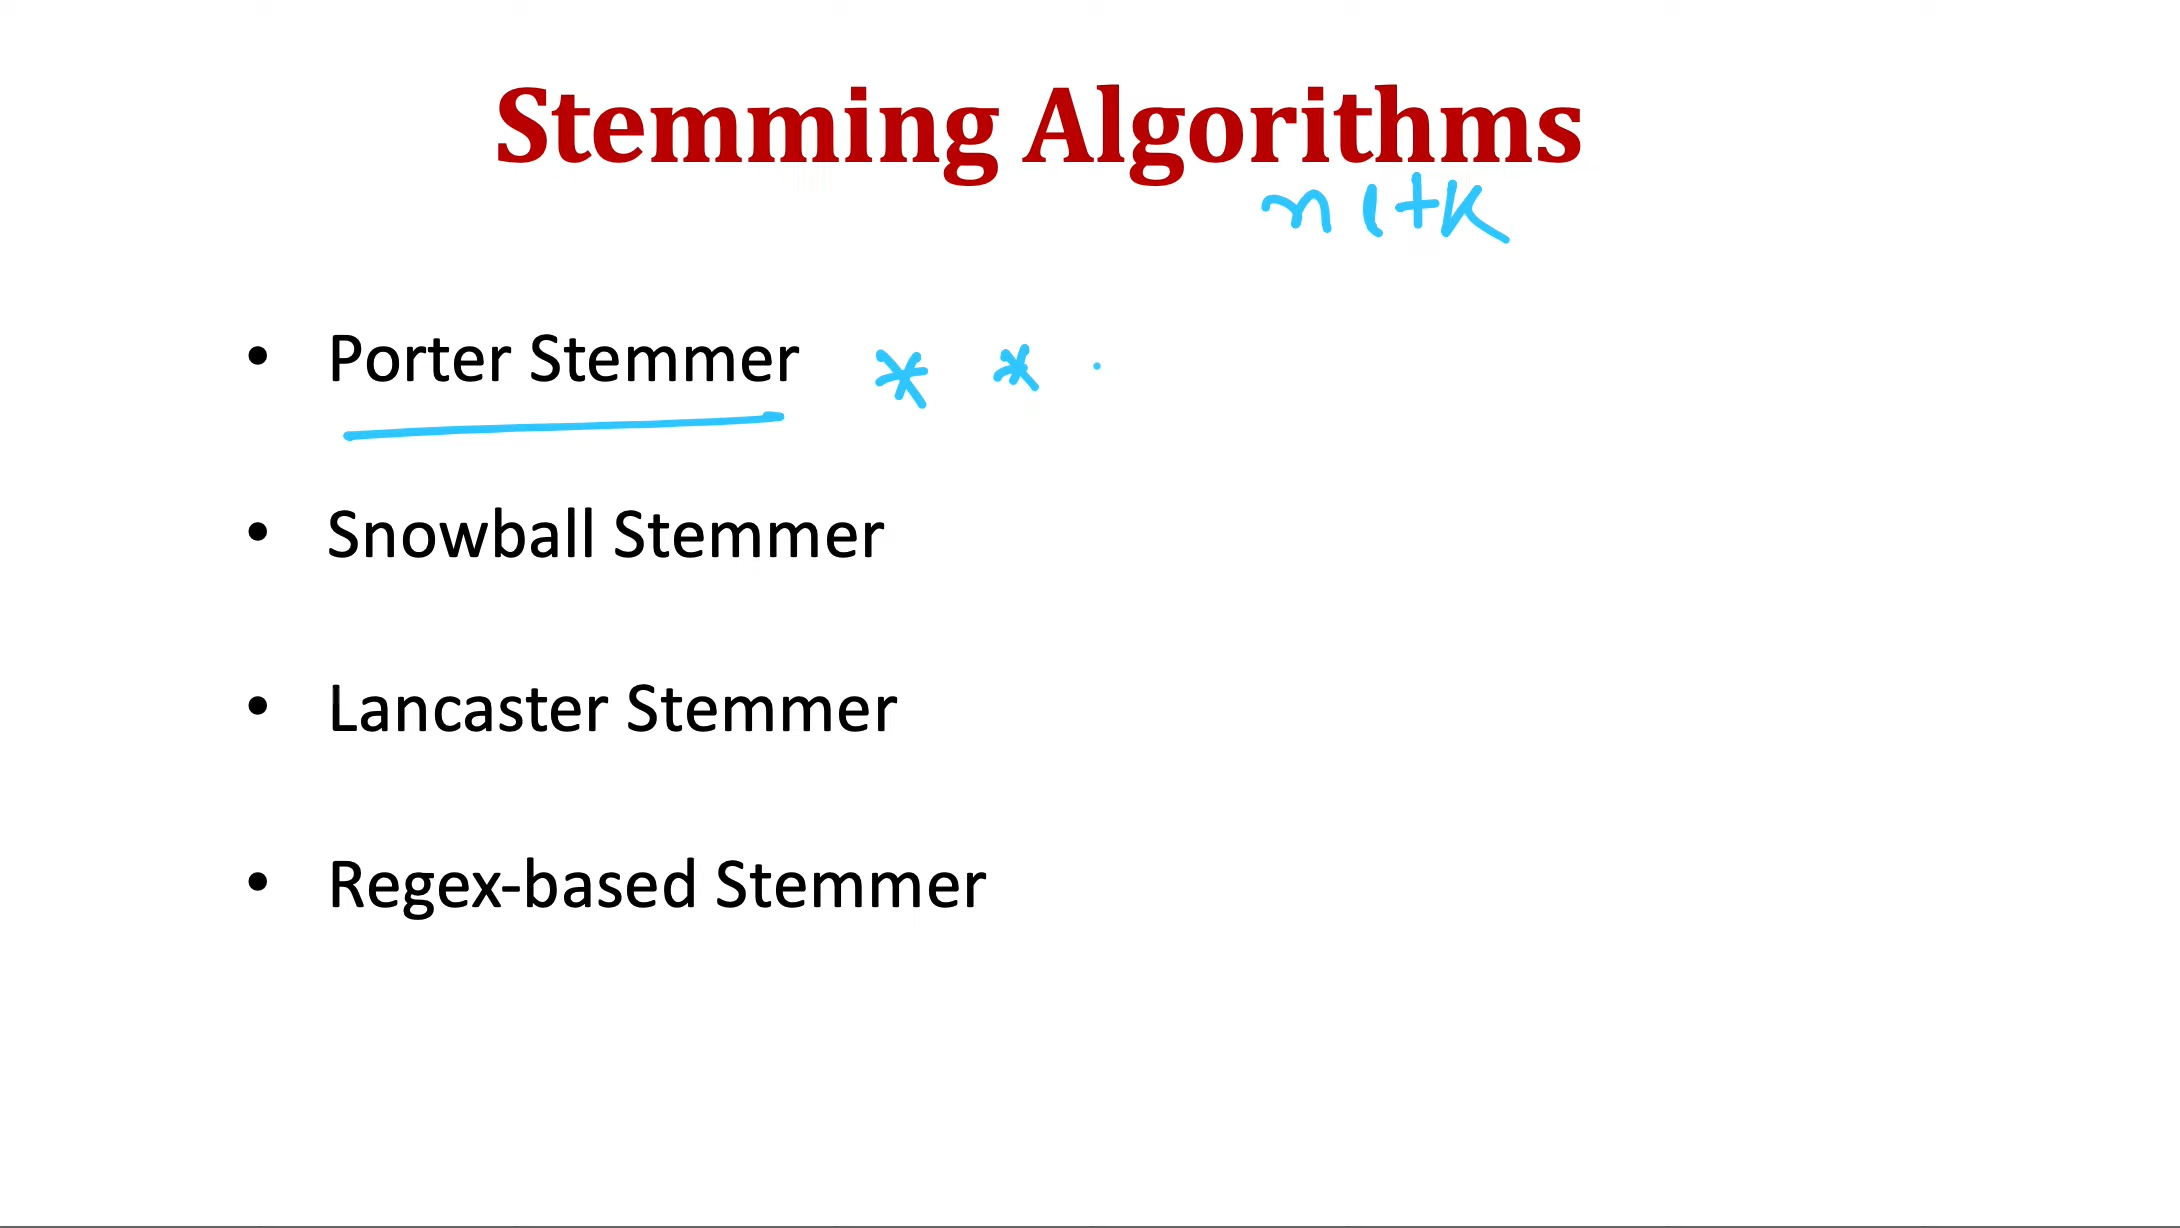 Stemming Algorithms
nltk
• Porter Stemmer * *
• Snowball Stemmer
• Lancaster Stemmer
• Regex-based Stemmer